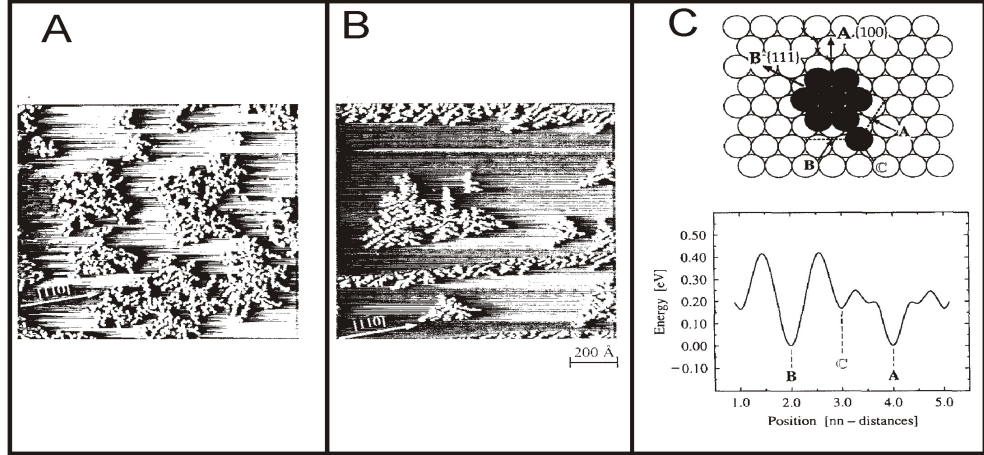 A
B
C
[110]
[110]
200 Å
A {100}
B {111}
A
B
C
0.50
0.40
0.30
0.20
0.10
0.00
−0.10
Energy [eV]
B
C
A
1.0
2.0
3.0
4.0
5.0
Position [nn − distances]